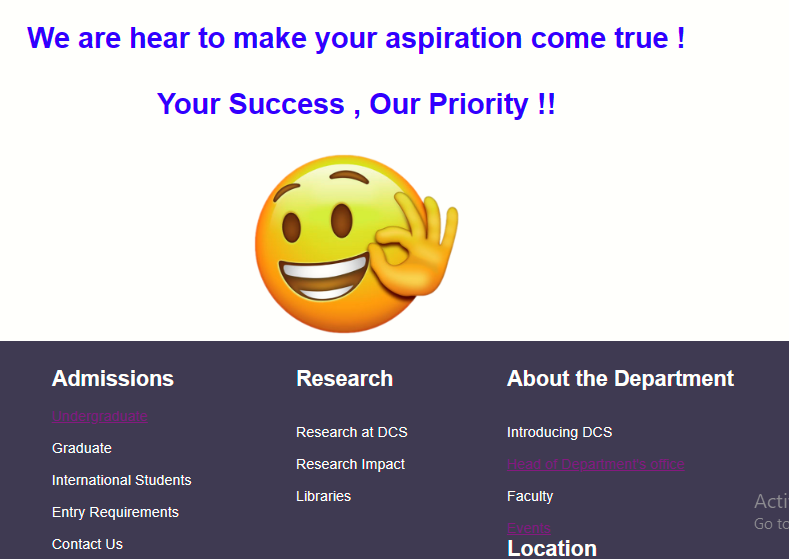 We are hear to make your aspiration come true !
Your Success , Our Priority !!
Admissions
Undergraduate
Graduate
International Students
Entry Requirements
Contact Us
Research
Research at DCS
Research Impact
Libraries
About the Department
Introducing DCS
Head of Department's office
Faculty
Events
Location
Acti
Go to